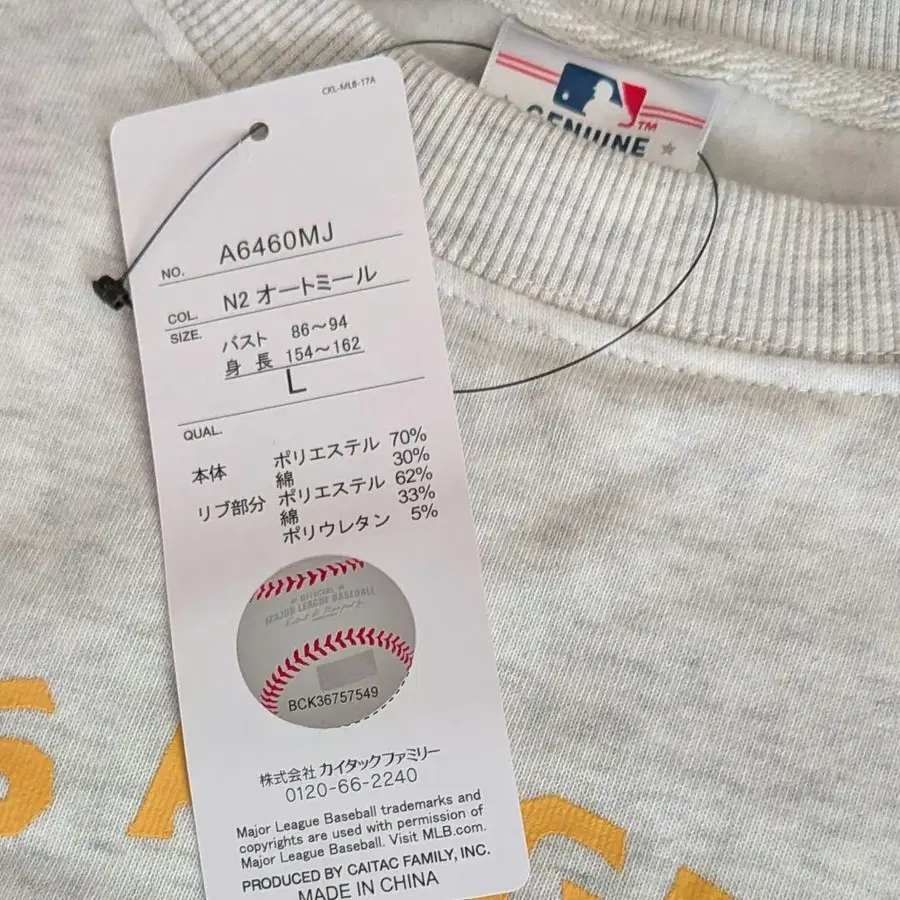 CKL-MLB-17A
GENUINE
TM
NO. A6460MJ
COL. N2 オートミール
SIZE. バスト 86～94
身長 154～162
L
QUAL.
本体 ポリエステル 70%
綿 30%
リブ部分 ポリエステル 62%
綿 33%
ポリウレタン 5%
OFFICIAL
MAJOR LEAGUE BASEBALL
BCK36757549
株式会社 カイタックファミリー
0120-66-2240
Major League Baseball trademarks and
copyrights are used with permission of
Major League Baseball. Visit MLB.com.
PRODUCED BY CAITAC FAMILY, INC.
MADE IN CHINA